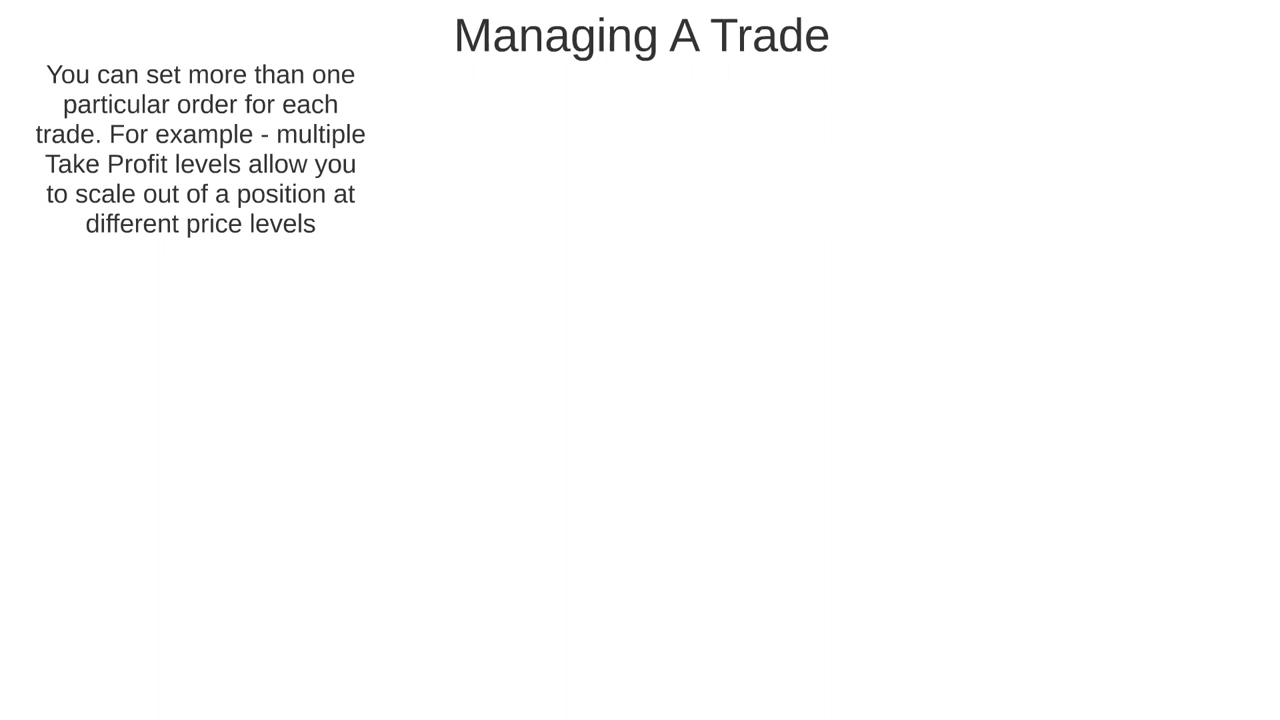 Managing A Trade
You can set more than one
particular order for each
trade. For example - multiple
Take Profit levels allow you
to scale out of a position at
different price levels